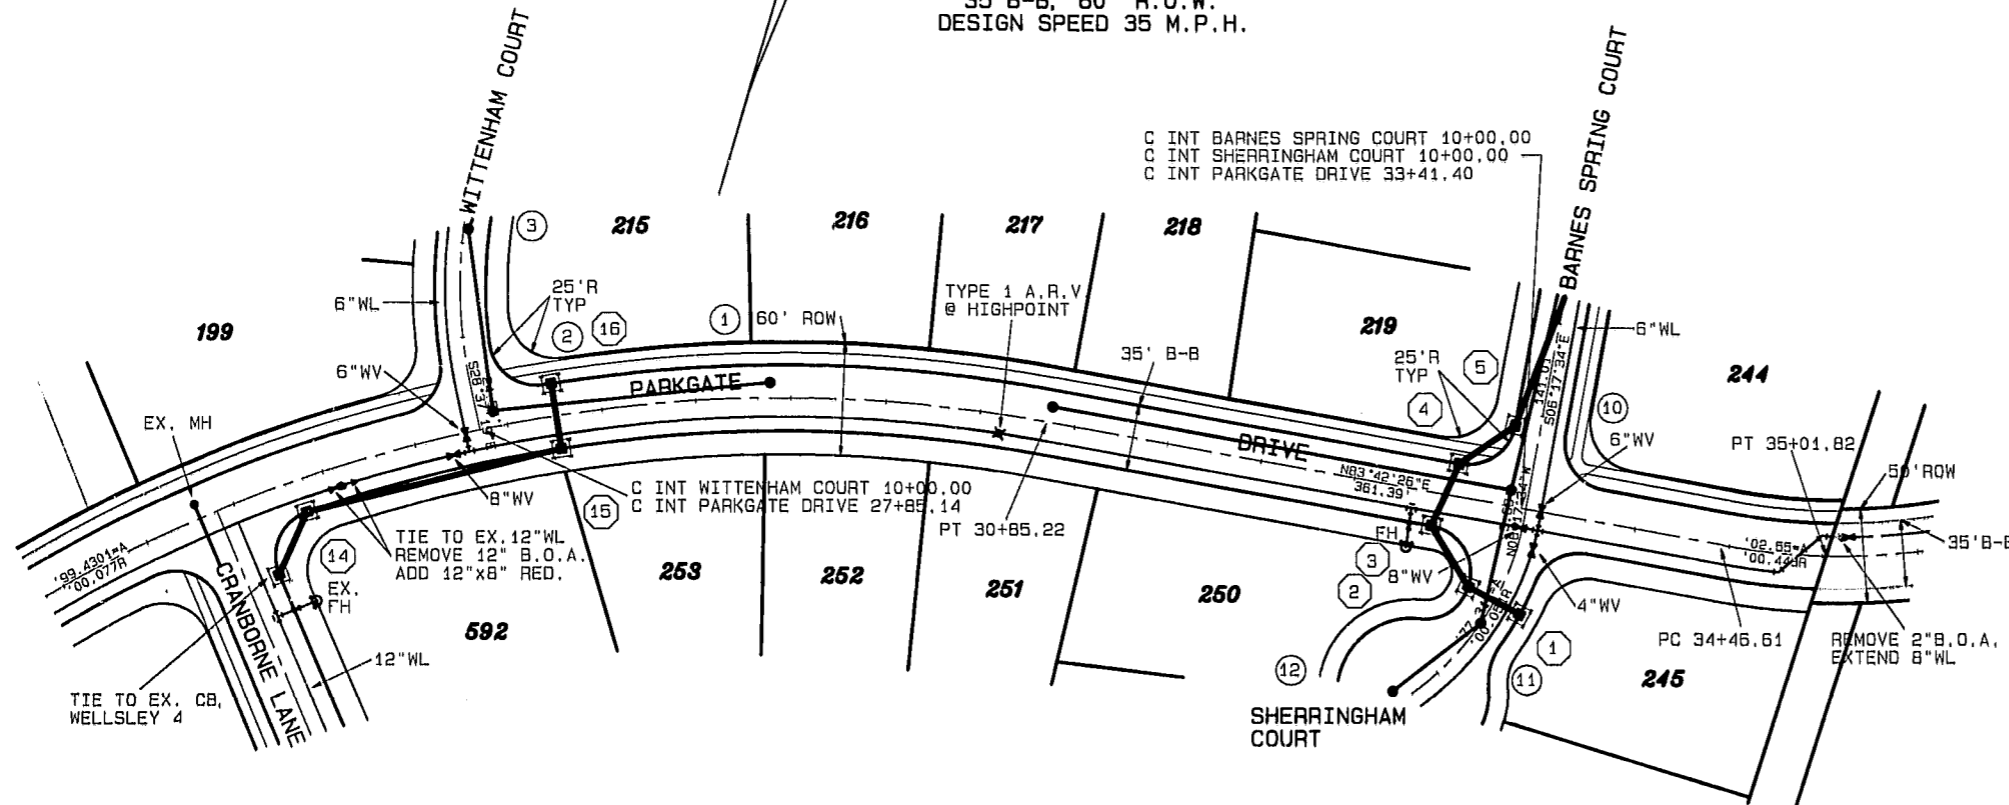 35'B-B, 60' R.O.W.
DESIGN SPEED 35 M.P.H.
WITTENHAM COURT
BARNES SPRING COURT
C INT BARNES SPRING COURT 10+00.00
C INT SHERRINGHAM COURT 10+00.00
C INT PARKGATE DRIVE 33+41.40
3
215
216
217
218
25'R
TYP
6"WL
199
2
16
1
60' ROW
TYPE 1 A.R.V
@ HIGHPOINT
219
6"WL
35' B-B
25'R
TYP
5
244
6"WV
PARKGATE
4
10
141.01
S06°17'34"E
EX. MH
DRIVE
6"WV
PT 35+01.82
N83°42'26"E
361.39'
50'ROW
8"WV
15
C INT WITTENHAM COURT 10+00.00
C INT PARKGATE DRIVE 27+85.14
PT 30+85.22
FH
35'B-B
14
TIE TO EX.12"WL
REMOVE 12" B.O.A.
ADD 12"x8" RED.
253
252
251
250
3
2
8"WV
4"WV
CRANBORNE LANE
EX.
FH
592
12"WL
1
PC 34+46.61
REMOVE 2"B.O.A.
EXTEND 8"WL
12
11
245
TIE TO EX. CB,
WELLSLEY 4
SHERRINGHAM
COURT